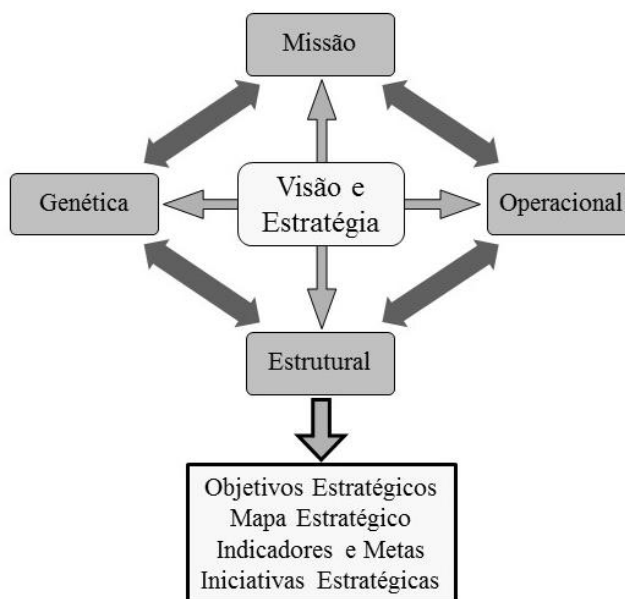 Missão
Genética
Visão e
Estratégia
Operacional
Estrutural
Objetivos Estratégicos
Mapa Estratégico
Indicadores e Metas
Iniciativas Estratégicas